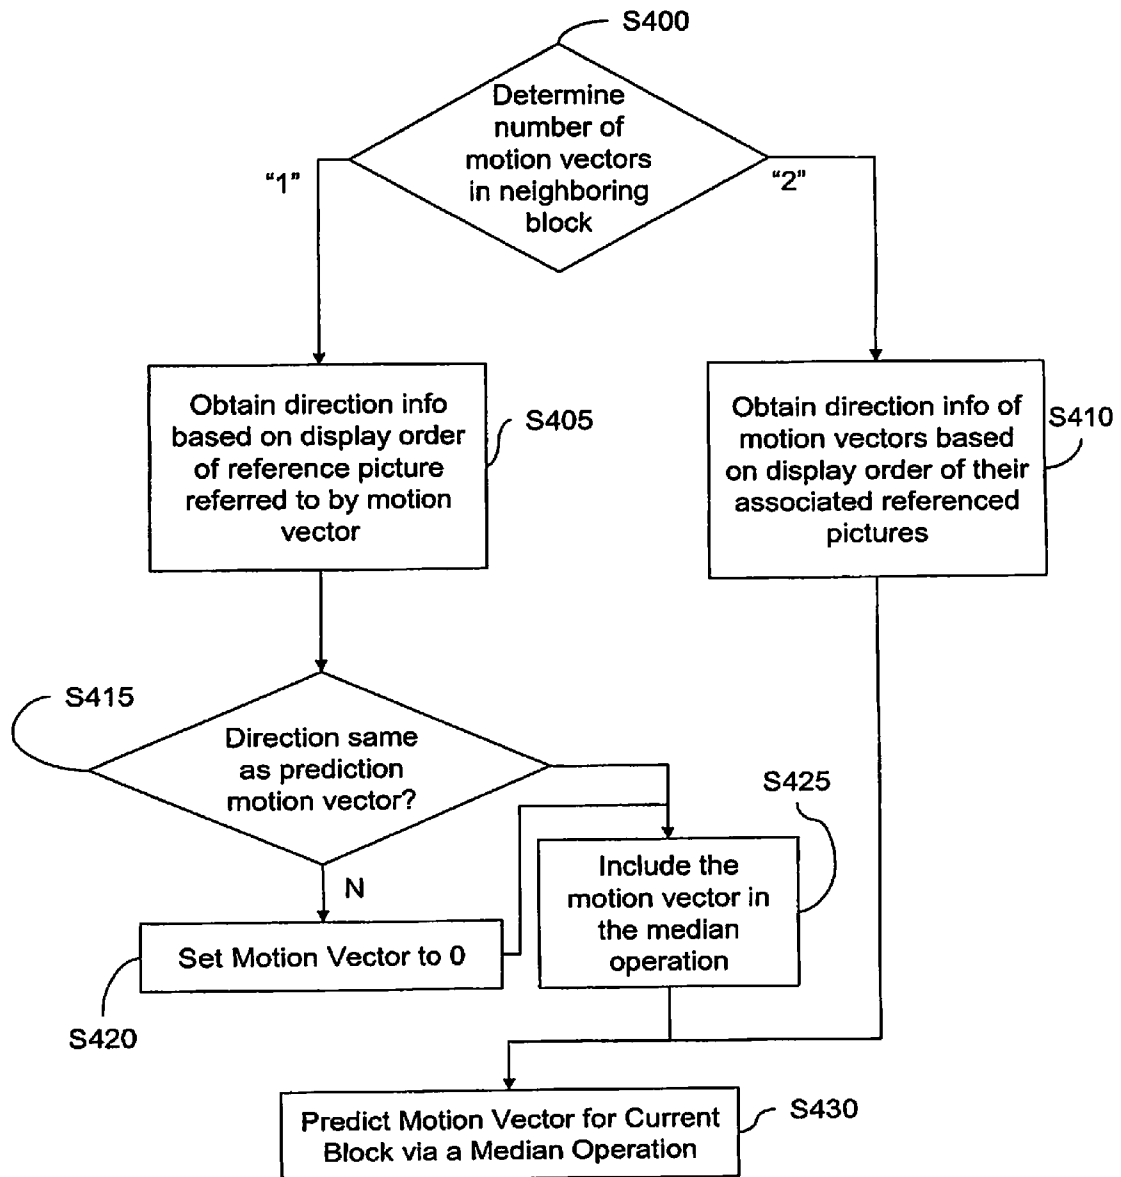 S400
Determine
number of
motion vectors
in neighboring
block
“1”
“2”
Obtain direction info
based on display order
of reference picture
referred to by motion
vector
S405
Obtain direction info of
motion vectors based
on display order of their
associated referenced
pictures
S410
S415
Direction same
as prediction
motion vector?
N
S425
Include the
motion vector in
the median
operation
Set Motion Vector to 0
S420
Predict Motion Vector for Current
Block via a Median Operation
S430